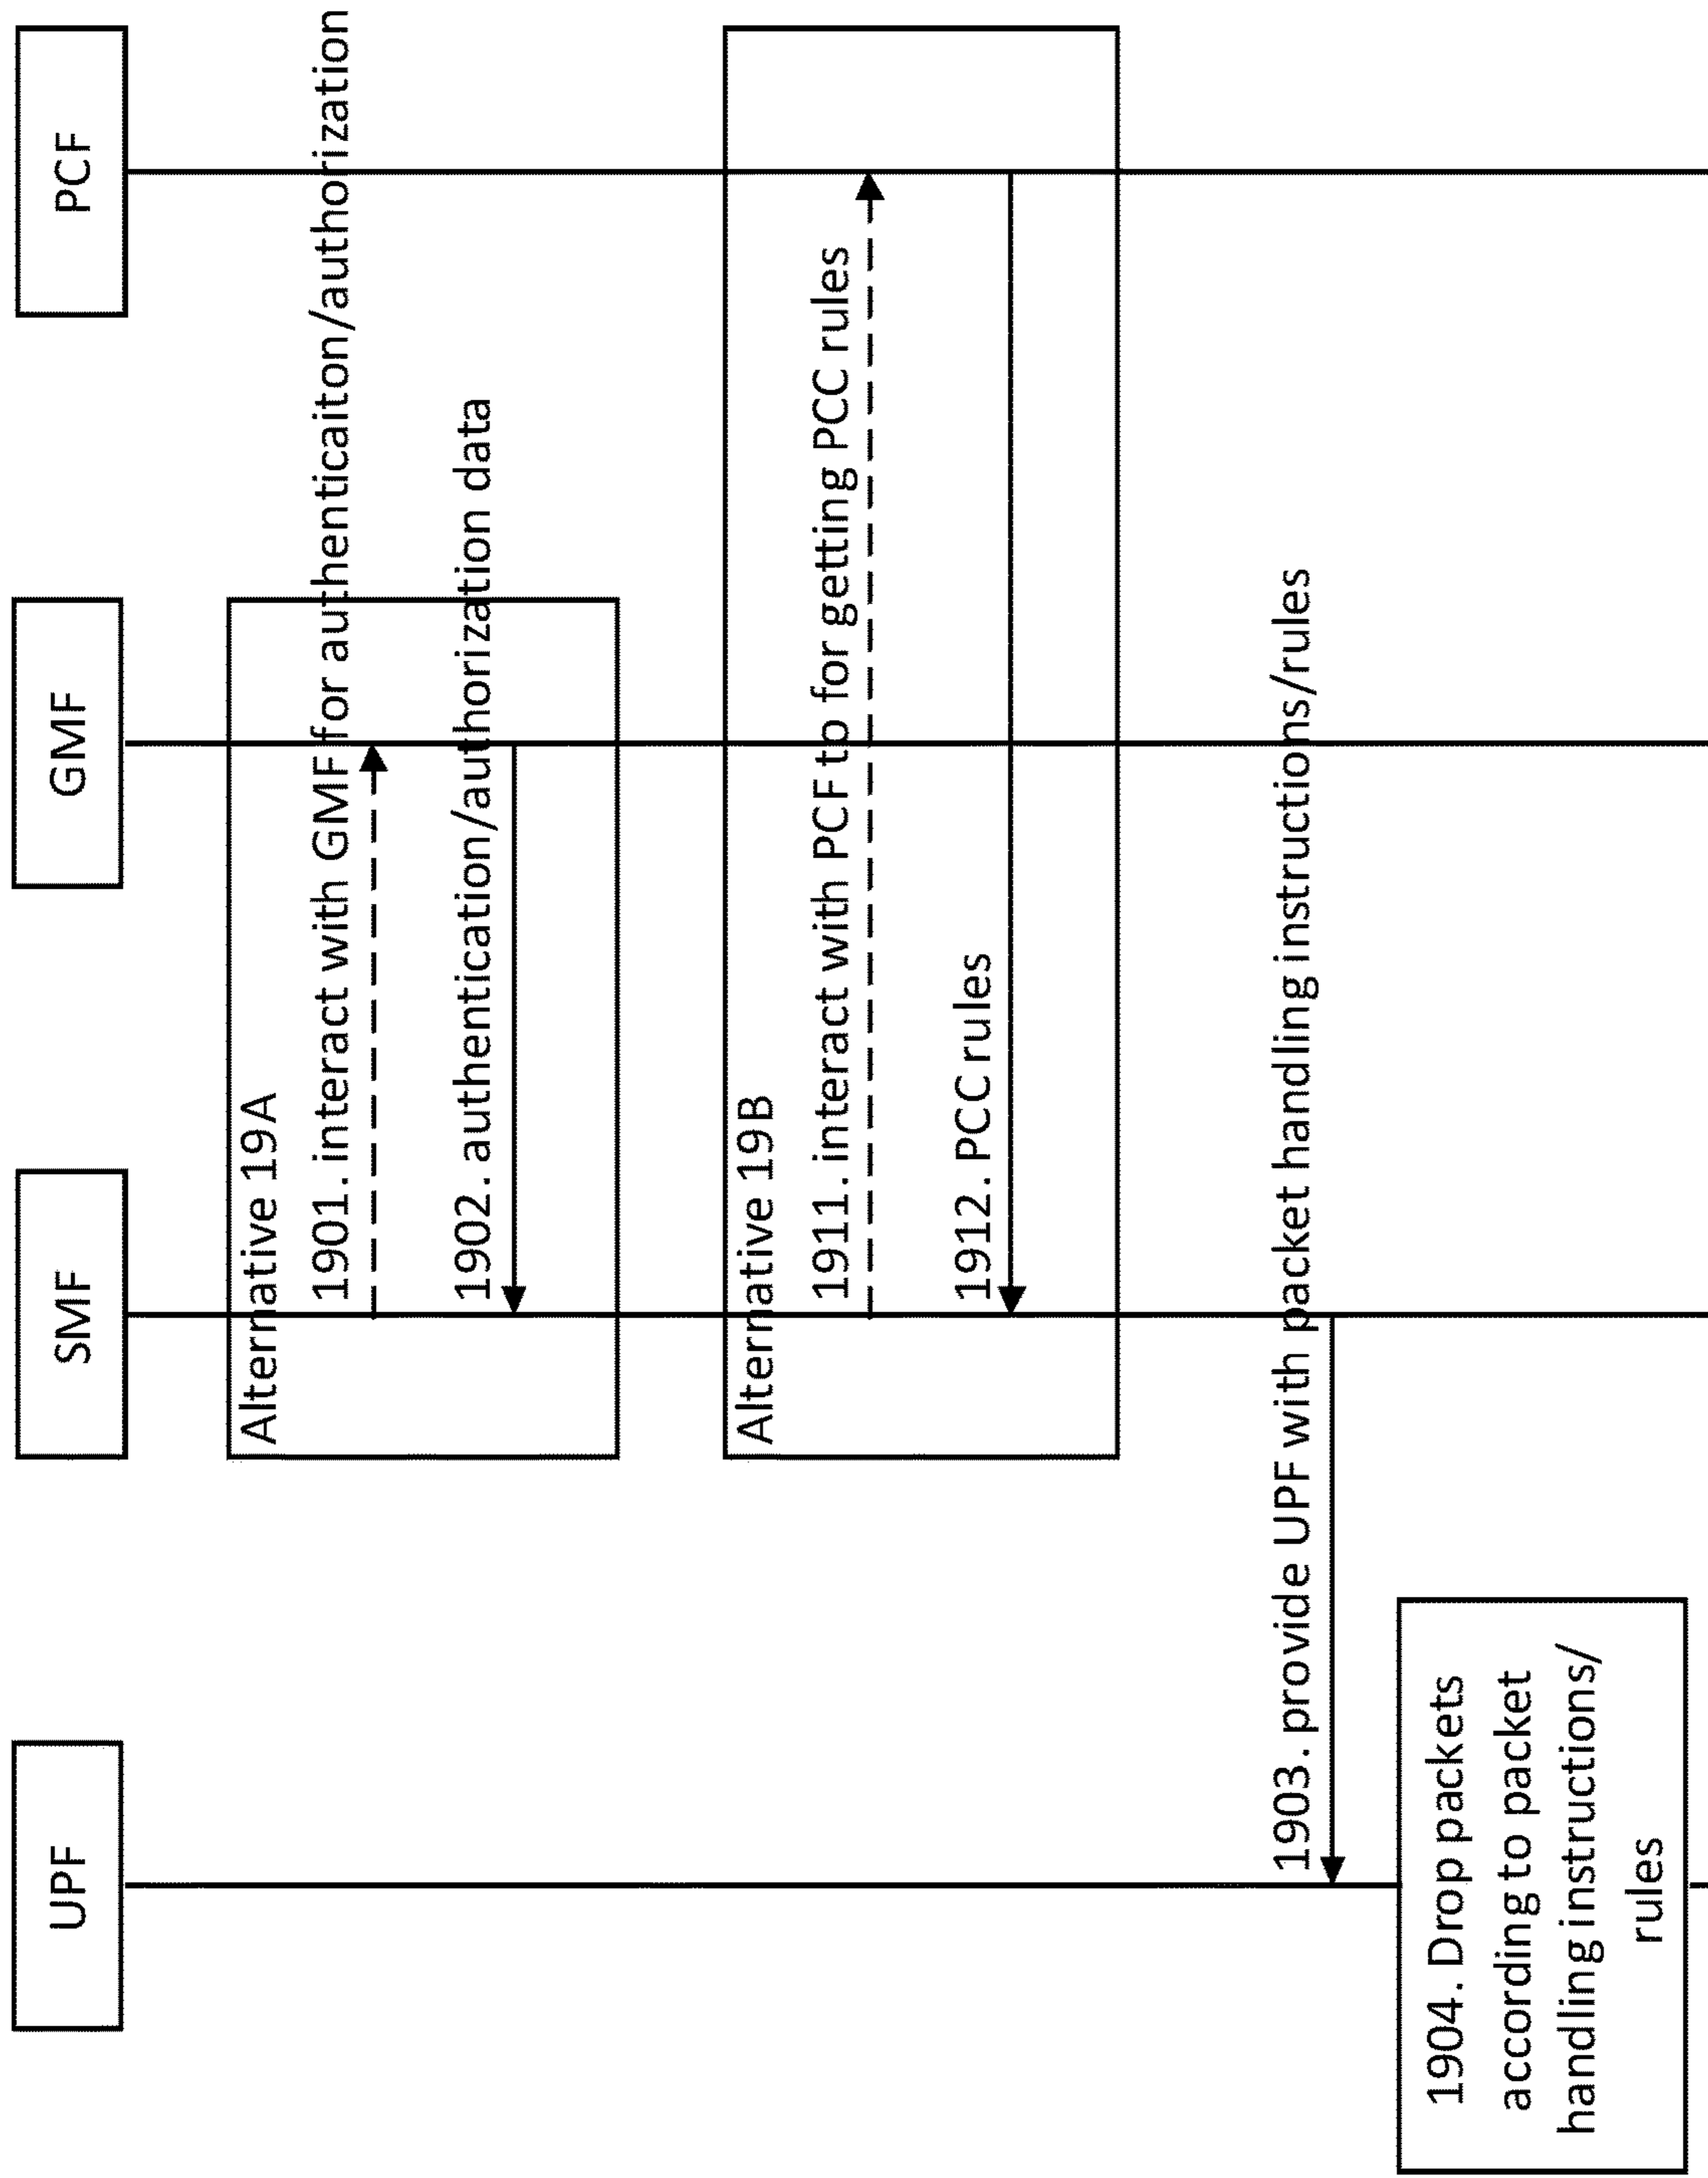 UPF
SMF
GMF
PCF
Alternative 19A
1901. interact with GMF for authenticaiton/authorization
1902. authentication/authorization data
Alternative 19B
1911. interact with PCF to for getting PCC rules
1912. PCC rules
1903. provide UPF with packet handling instructions/rules
1904. Drop packets
according to packet
handling instructions/
rules